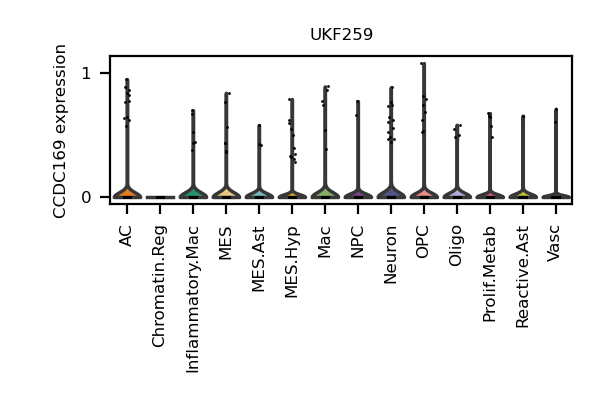 UKF259
CCDC169 expression
1
0
AC
Chromatin.Reg
Inflammatory.Mac
MES
MES.Ast
MES.Hyp
Mac
NPC
Neuron
OPC
Oligo
Prolif.Metab
Reactive.Ast
Vasc